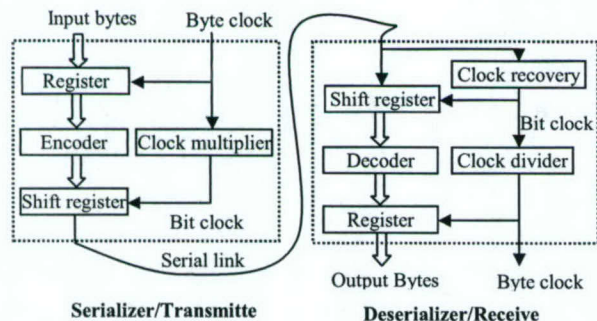 Input bytes
Byte clock
Register
Clock recovery
Shift register
Bit clock
Encoder
Clock multiplier
Decoder
Clock divider
Shift register
Bit clock
Register
Serial link
Output Bytes
Byte clock
Serializer/Transmitte
Deserializer/Receive